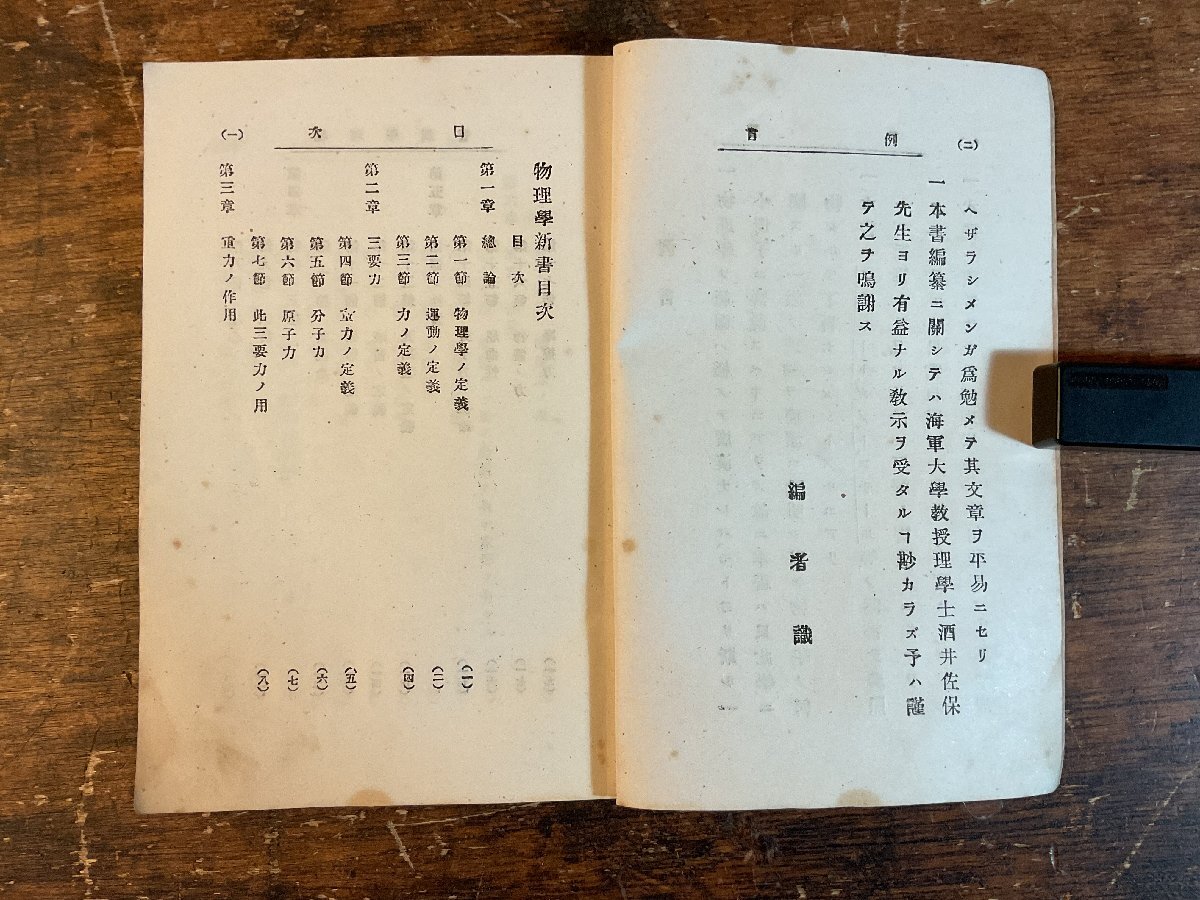 例言
(二)
ヘザラシメンガ爲勉メテ其文章ヲ平易ニセリ
一本書編纂ニ關シテハ海軍大學教授理學士酒井佐保
先生ヨリ有益ナル教示ヲ受タルヿ尠カラズ予ハ謹
テ之ヲ鳴謝ス
編者識
目次
(一)
物理學新書目次
目次
第一章 總論
第一節 物理學ノ定義 (一)
第二節 運動ノ定義 (二)
第三節 力ノ定義 (四)
第二章 三要力
第四節 重力ノ定義 (五)
第五節 分子力 (六)
第六節 原子力 (七)
第七節 此三要力ノ用 (八)
第三章 重力ノ作用